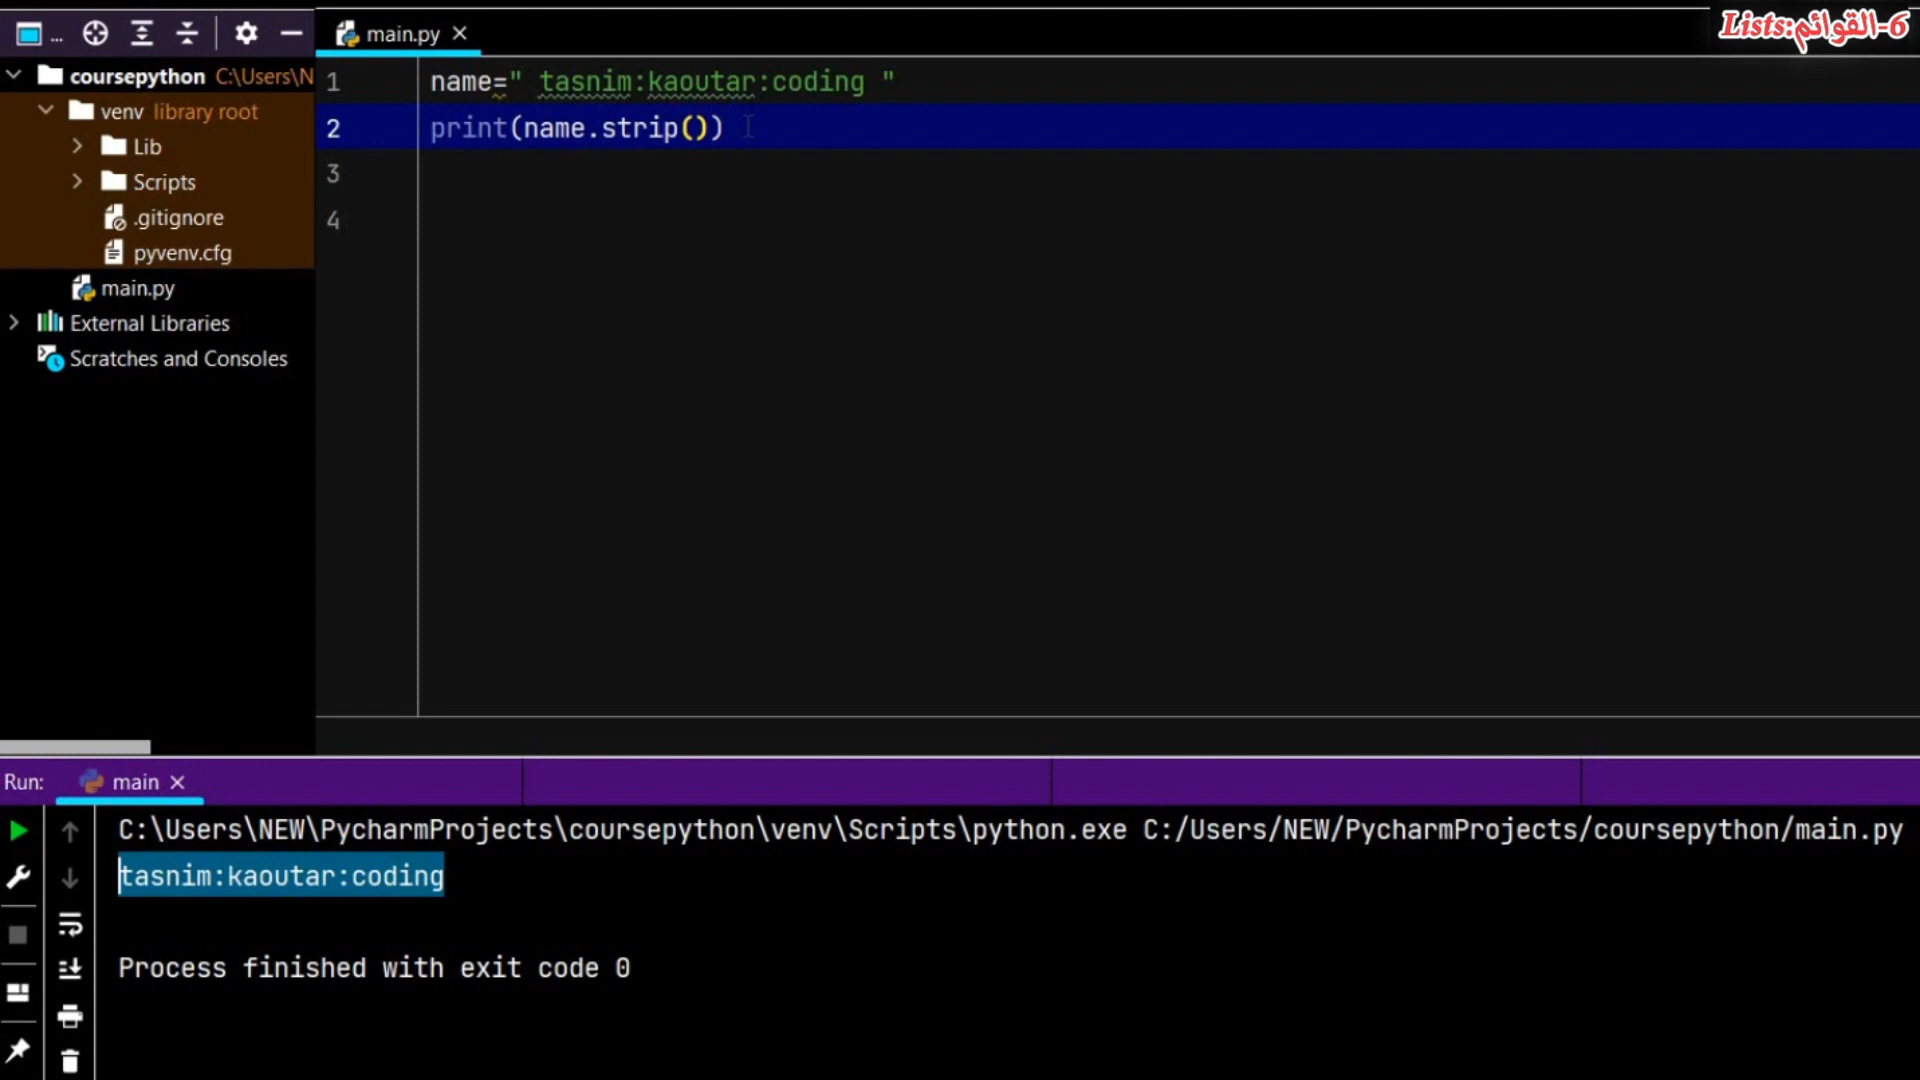 6-القوائم:Lists
...
coursepython C:\Users\N
venv library root
Lib
Scripts
.gitignore
pyvenv.cfg
main.py
External Libraries
Scratches and Consoles
main.py
1 name=" tasnim:kaoutar:coding "
2 print(name.strip())
3
4
Run: main
C:\Users\NEW\PycharmProjects\coursepython\venv\Scripts\python.exe C:/Users/NEW/PycharmProjects/coursepython/main.py
tasnim:kaoutar:coding
Process finished with exit code 0